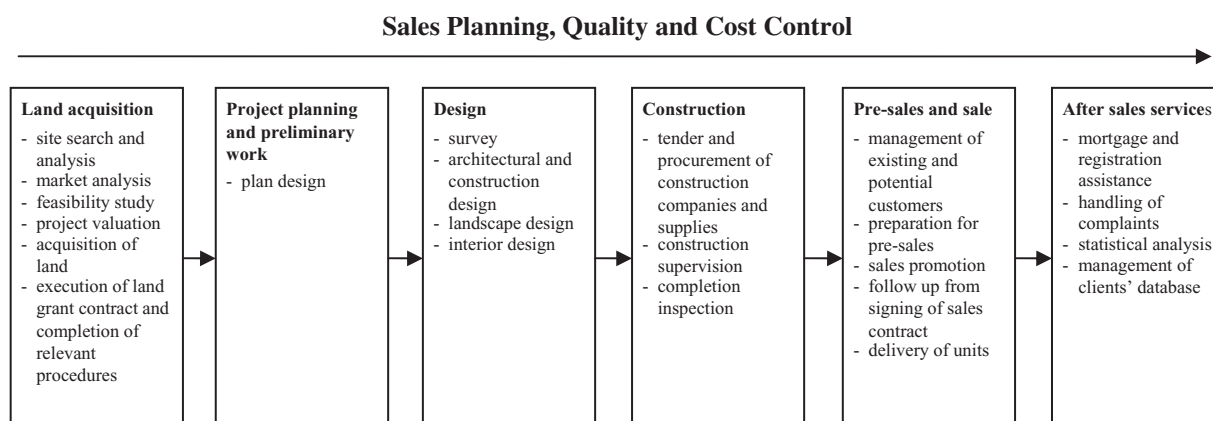 Sales Planning, Quality and Cost Control
Land acquisition
- site search and
analysis
- market analysis
- feasibility study
- project valuation
- acquisition of
land
- execution of land
grant contract and
completion of
relevant
procedures
Project planning
and preliminary
work
- plan design
Design
- survey
- architectural and
construction
design
- landscape design
- interior design
Construction
- tender and
procurement of
construction
companies and
supplies
- construction
supervision
- completion
inspection
Pre-sales and sale
- management of
existing and
potential
customers
- preparation for
pre-sales
- sales promotion
- follow up from
signing of sales
contract
- delivery of units
After sales services
- mortgage and
registration
assistance
- handling of
complaints
- statistical analysis
- management of
clients’ database